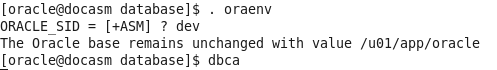 [oracle@docasm database]$ . oraenv
ORACLE_SID = [+ASM] ? dev
The Oracle base remains unchanged with value /u01/app/oracle
[oracle@docasm database]$ dbca